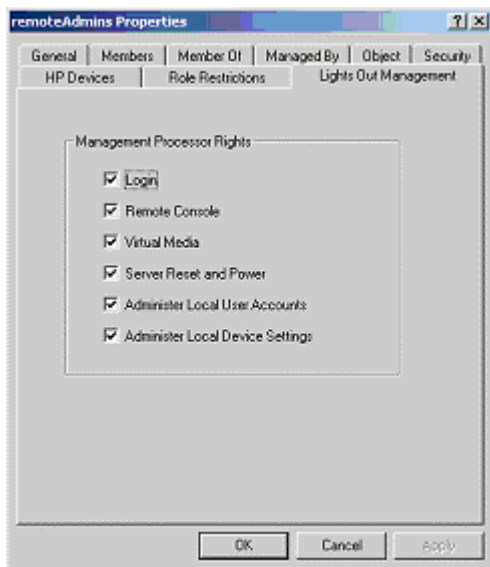 remoteAdmins Properties
General Members Member Of Managed By Object Security
HP Devices Role Restrictions Lights Out Management
Management Processor Rights
Login
Remote Console
Virtual Media
Server Reset and Power
Administer Local User Accounts
Administer Local Device Settings
OK Cancel Apply